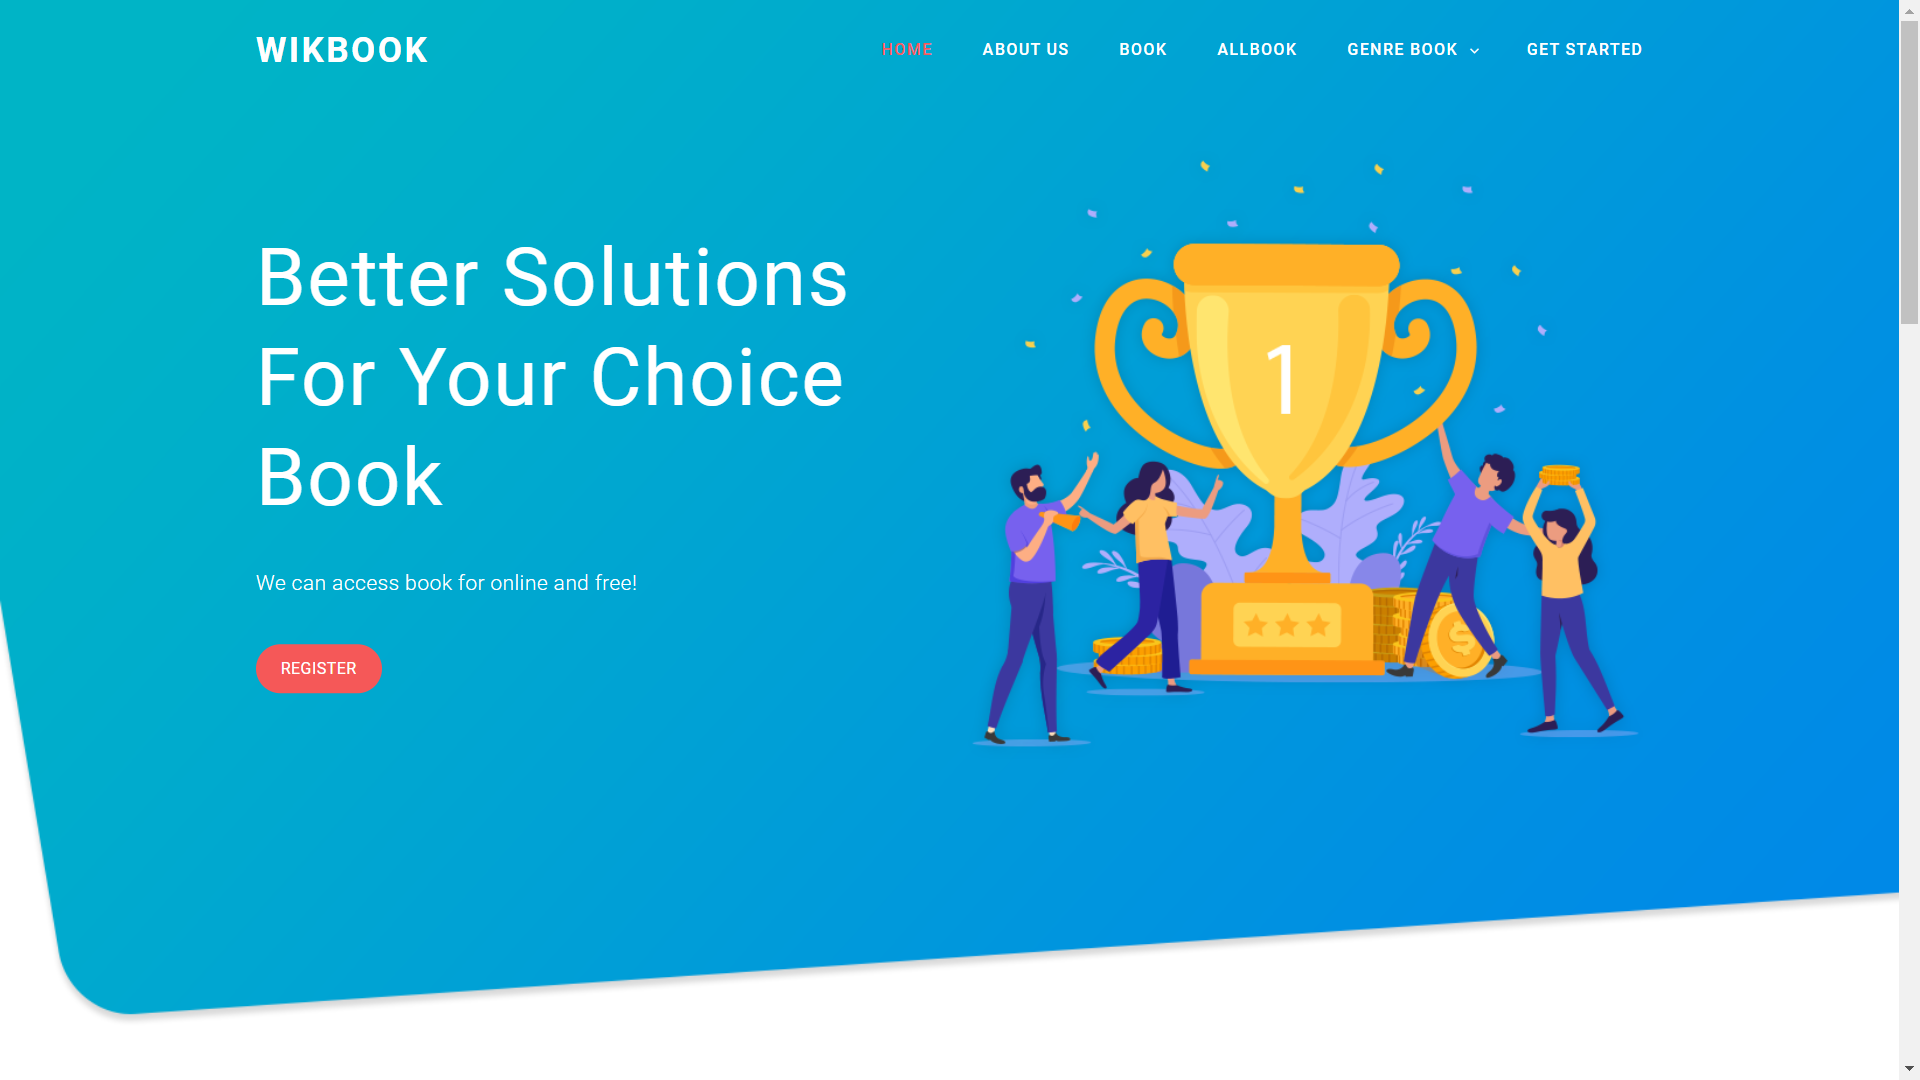 WIKBOOK
HOME
ABOUT US
BOOK
ALLBOOK
GENRE BOOK
GET STARTED
Better Solutions
For Your Choice
Book
We can access book for online and free!
REGISTER
1
$